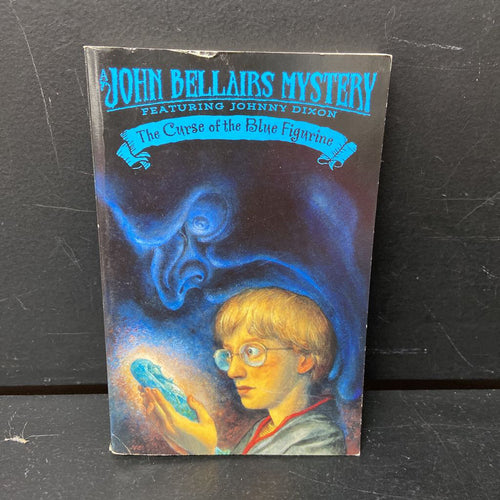 A JOHN BELLAIRS MYSTERY
FEATURING JOHNNY DIXON
The Curse of the Blue Figurine